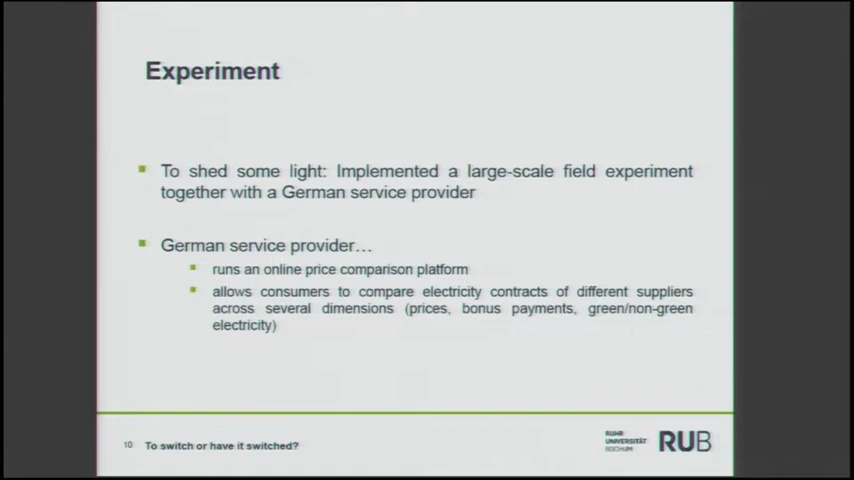 Experiment
To shed some light: Implemented a large-scale field experiment
together with a German service provider
German service provider…
runs an online price comparison platform
allows consumers to compare electricity contracts of different suppliers
across several dimensions (prices, bonus payments, green/non-green
electricity)
10 To switch or have it switched?
RUHR
UNIVERSITÄT
BOCHUM
RUB